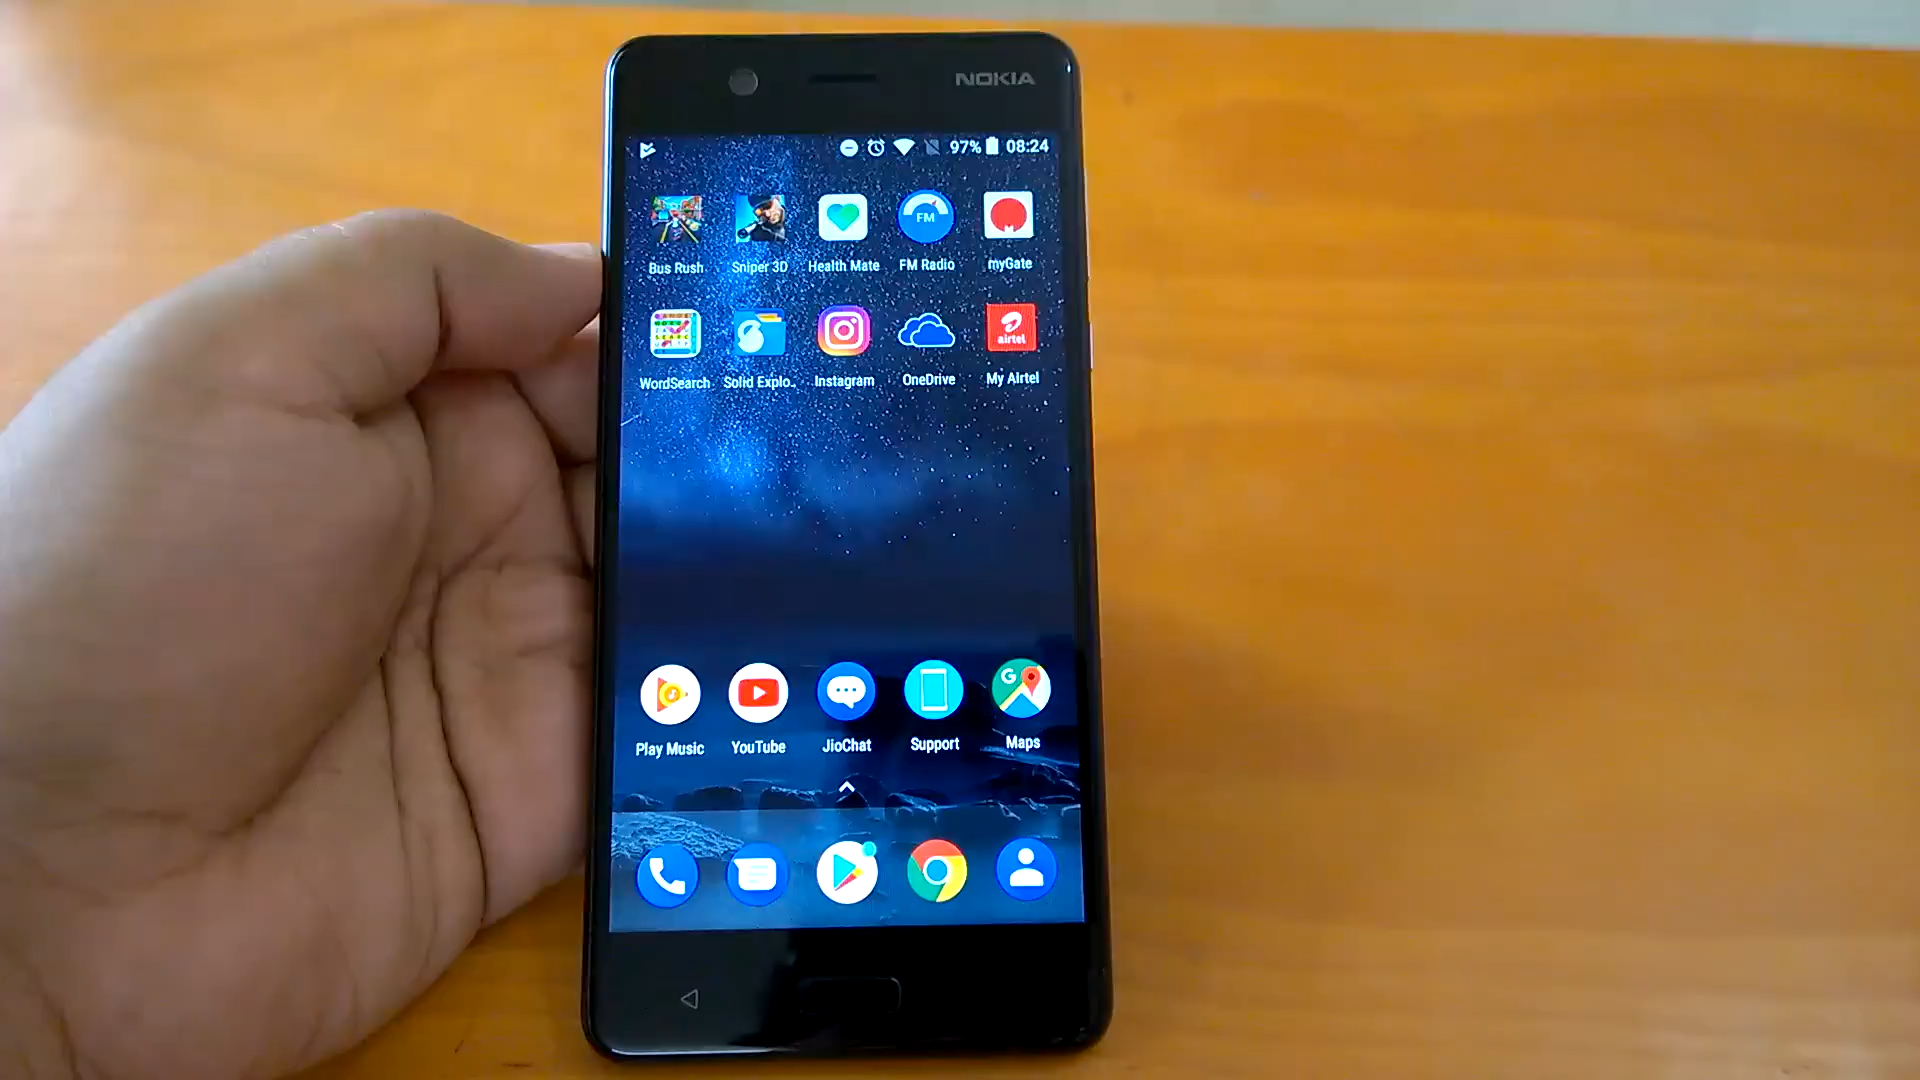 NOKIA
97% 08:24
Bus Rush Sniper 3D Health Mate FM Radio myGate
FM
airtel
WordSearch Solid Explo.. Instagram OneDrive My Airtel
G
Play Music YouTube JioChat Support Maps